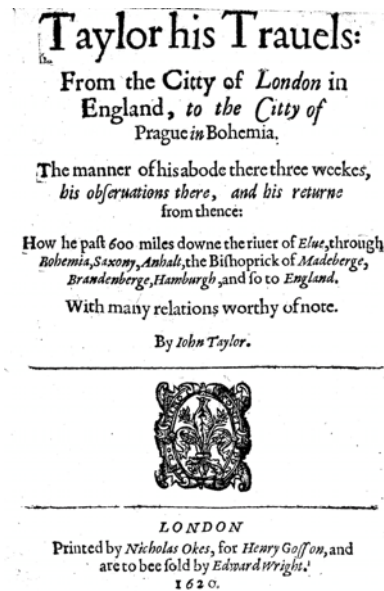 Taylor his Trauels:
From the Citty of London in
England, to the Citty of
Prague in Bohemia.
The manner of his abode there three weekes,
his obſeruations there, and his returne
from thence:
How he paſt 600 miles downe the riuer of Elue, through
Bohemia, Saxony, Anhalt, the Biſhoprick of Madeberge,
Brandenberge, Hamburgh, and ſo to England.
With many relations worthy of note.
By Iohn Taylor.
LONDON
Printed by Nicholas Okes, for Henry Goſſon, and
are to bee ſold by Edward Wright.
1620.